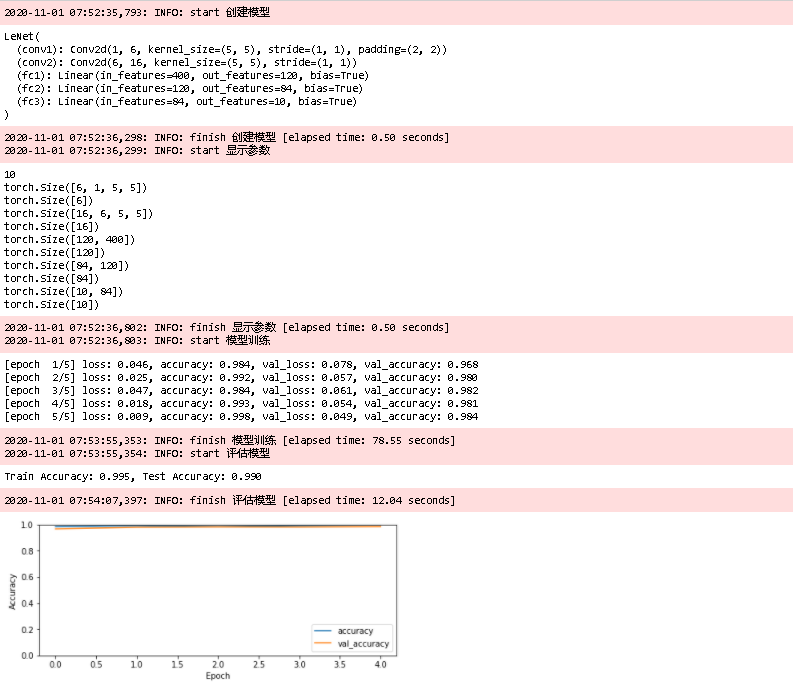 2020-11-01 07:52:35,793: INFO: start 创建模型
LeNet(
  (conv1): Conv2d(1, 6, kernel_size=(5, 5), stride=(1, 1), padding=(2, 2))
  (conv2): Conv2d(6, 16, kernel_size=(5, 5), stride=(1, 1))
  (fc1): Linear(in_features=400, out_features=120, bias=True)
  (fc2): Linear(in_features=120, out_features=84, bias=True)
  (fc3): Linear(in_features=84, out_features=10, bias=True)
)
2020-11-01 07:52:36,298: INFO: finish 创建模型 [elapsed time: 0.50 seconds]
2020-11-01 07:52:36,299: INFO: start 显示参数
10
torch.Size([6, 1, 5, 5])
torch.Size([6])
torch.Size([16, 6, 5, 5])
torch.Size([16])
torch.Size([120, 400])
torch.Size([120])
torch.Size([84, 120])
torch.Size([84])
torch.Size([10, 84])
torch.Size([10])
2020-11-01 07:52:36,802: INFO: finish 显示参数 [elapsed time: 0.50 seconds]
2020-11-01 07:52:36,803: INFO: start 模型训练
[epoch  1/5] loss: 0.046, accuracy: 0.984, val_loss: 0.078, val_accuracy: 0.968
[epoch  2/5] loss: 0.025, accuracy: 0.992, val_loss: 0.057, val_accuracy: 0.980
[epoch  3/5] loss: 0.047, accuracy: 0.984, val_loss: 0.061, val_accuracy: 0.982
[epoch  4/5] loss: 0.018, accuracy: 0.993, val_loss: 0.054, val_accuracy: 0.981
[epoch  5/5] loss: 0.009, accuracy: 0.998, val_loss: 0.049, val_accuracy: 0.984
2020-11-01 07:53:55,353: INFO: finish 模型训练 [elapsed time: 78.55 seconds]
2020-11-01 07:53:55,354: INFO: start 评估模型
Train Accuracy: 0.995, Test Accuracy: 0.990
2020-11-01 07:54:07,397: INFO: finish 评估模型 [elapsed time: 12.04 seconds]
1.0
0.8
0.6
0.4
0.2
0.0
Accuracy
accuracy
val_accuracy
0.0 0.5 1.0 1.5 2.0 2.5 3.0 3.5 4.0
Epoch